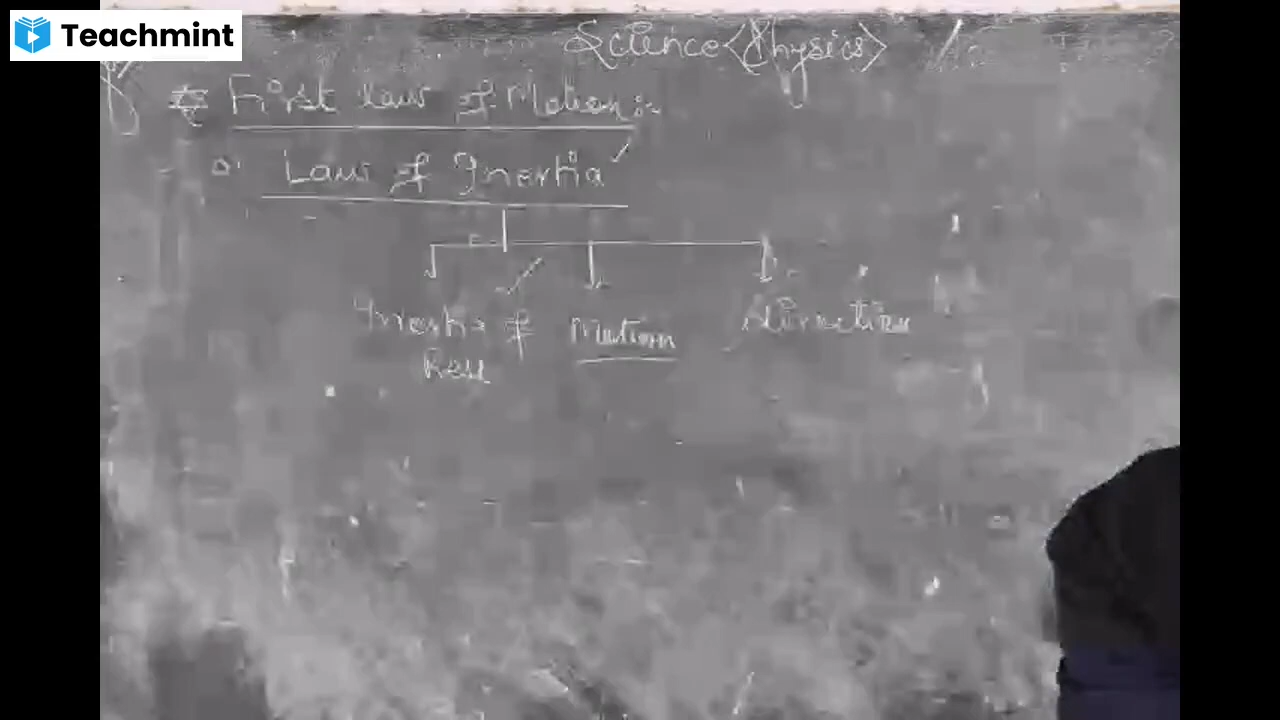 Teachmint
Science <Physics>
First law of Motion :-
Law of Inertia
Inertia of Motion Direction
Rest